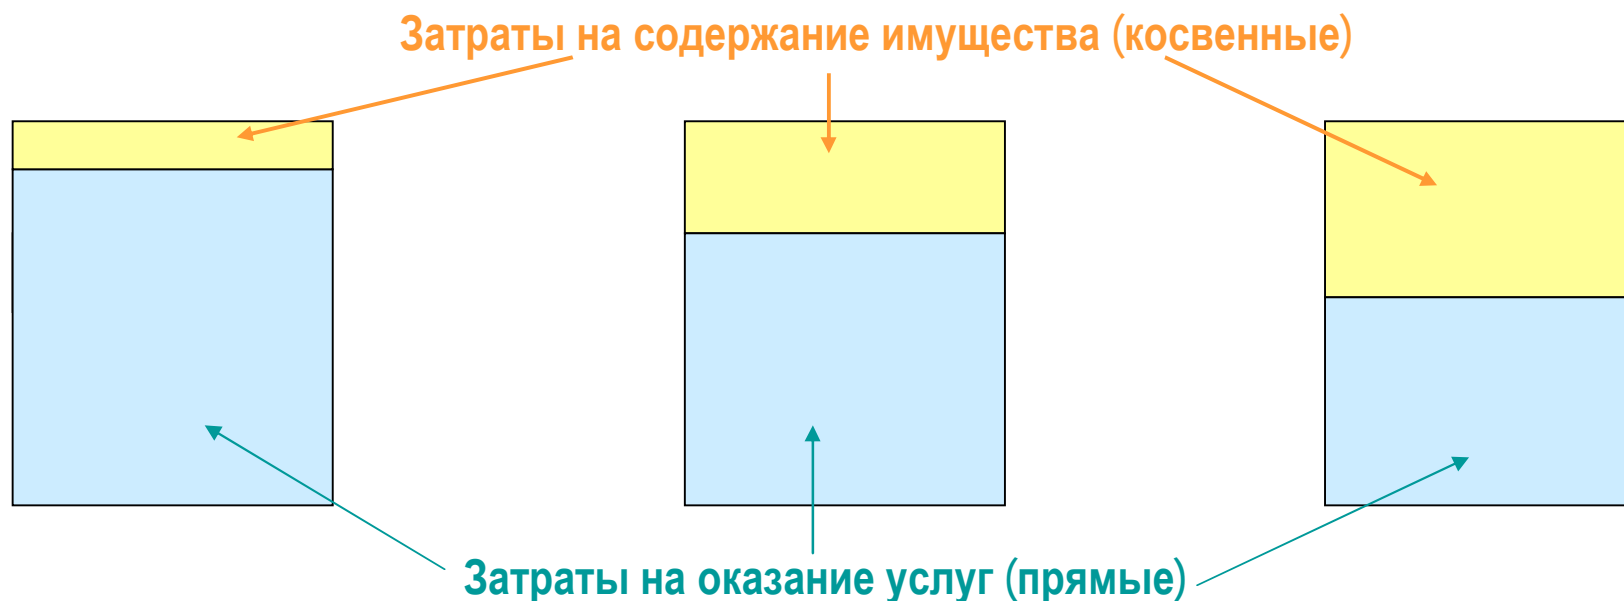 Затраты на содержание имущества (косвенные)
Затраты на оказание услуг (прямые)